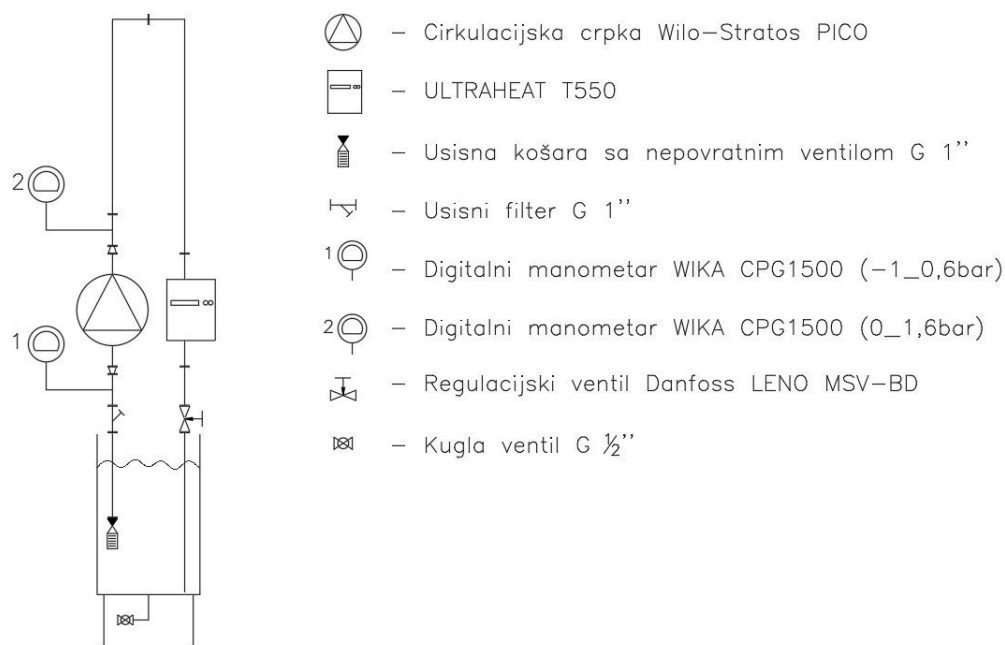 – Cirkulacijska crpka Wilo–Stratos PICO
– ULTRAHEAT T550
– Usisna košara sa nepovratnim ventilom G 1''
– Usisni filter G 1''
1 – Digitalni manometar WIKA CPG1500 (–1_0,6bar)
2 – Digitalni manometar WIKA CPG1500 (0_1,6bar)
– Regulacijski ventil Danfoss LENO MSV–BD
– Kugla ventil G ½''
2
1